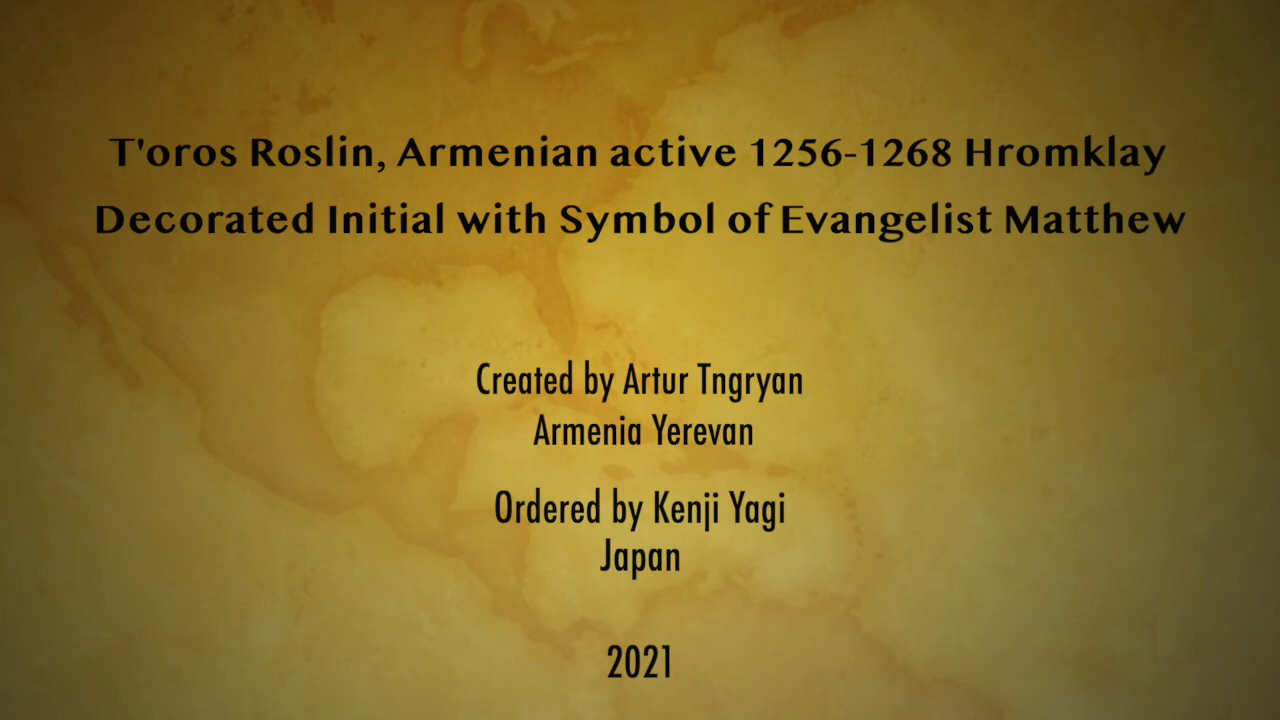 T'oros Roslin, Armenian active 1256-1268 Hromklay
Decorated Initial with Symbol of Evangelist Matthew
Created by Artur Tngryan
Armenia Yerevan
Ordered by Kenji Yagi
Japan
2021